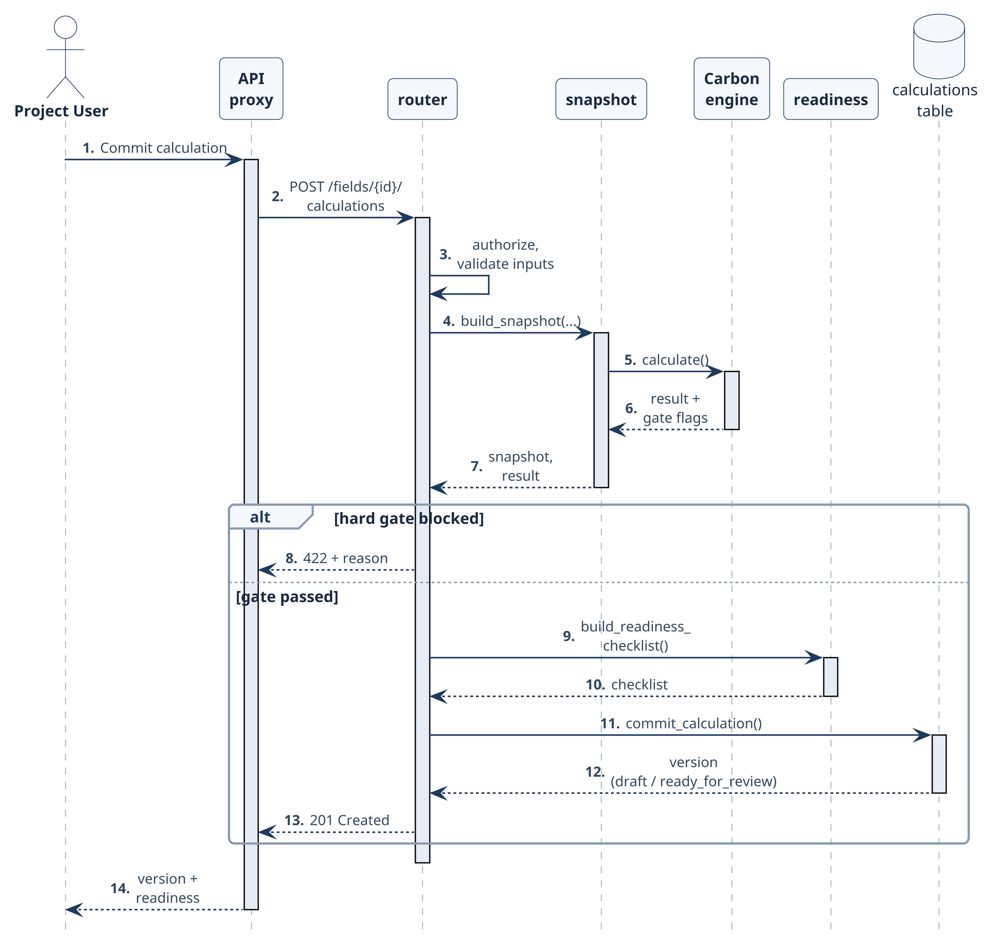 Project User
API
proxy
router
snapshot
Carbon
engine
readiness
calculations
table
1. Commit calculation
2. POST /fields/{id}/
calculations
3. authorize,
validate inputs
4. build_snapshot(...)
5. calculate()
6. result +
gate flags
7. snapshot,
result
alt [hard gate blocked]
8. 422 + reason
[gate passed]
9. build_readiness_
checklist()
10. checklist
11. commit_calculation()
12. version
(draft / ready_for_review)
13. 201 Created
14. version +
readiness